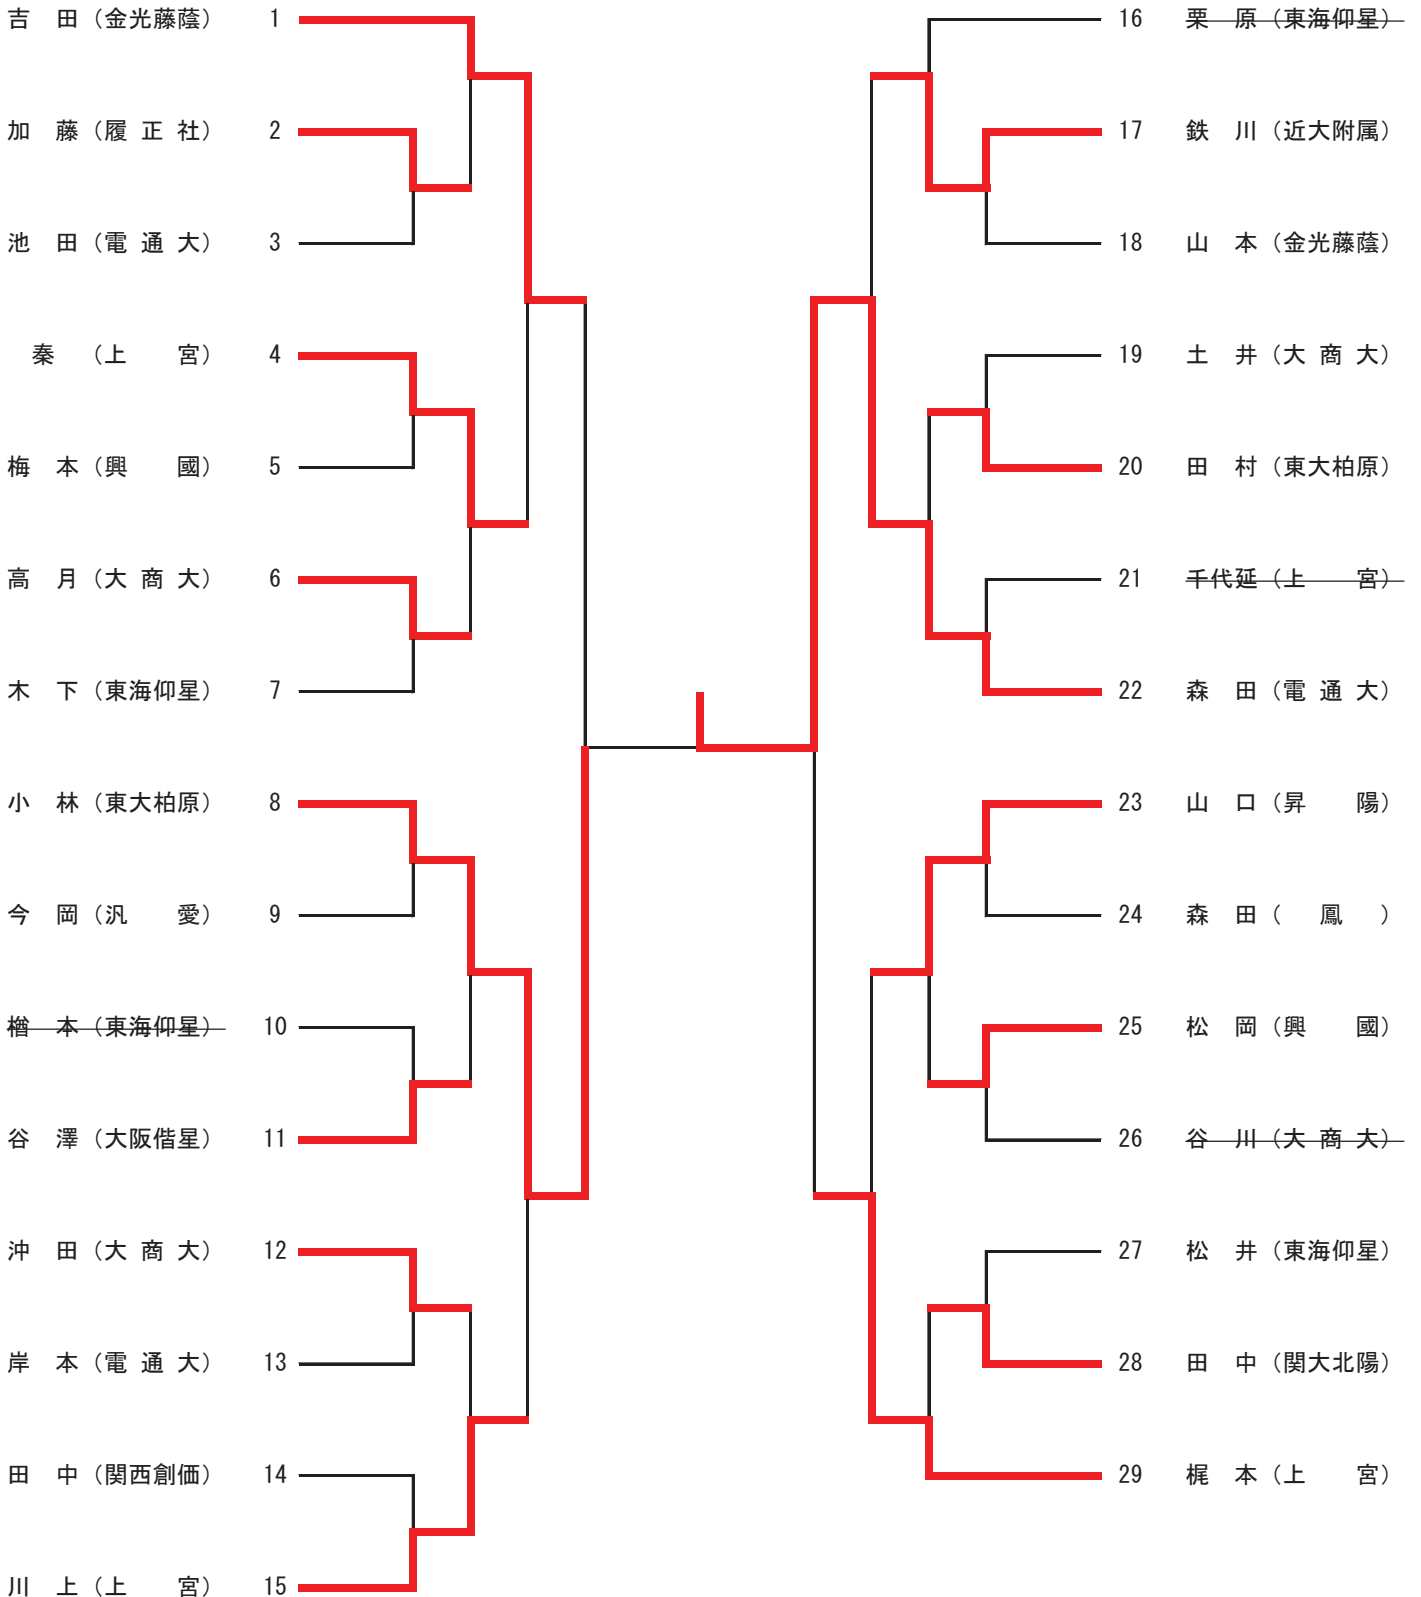 吉　田（金光藤蔭）　1
加　藤（履 正 社）　2
池　田（電 通 大）　3
秦　（上　　宮）　4
梅　本（興　　國）　5
高　月（大 商 大）　6
木　下（東海仰星）　7
小　林（東大柏原）　8
今　岡（汎　　愛）　9
楢　本（東海仰星）　10
谷　澤（大阪偕星）　11
沖　田（大 商 大）　12
岸　本（電 通 大）　13
田　中（関西創価）　14
川　上（上　　宮）　15
16　栗　原（東海仰星）
17　鉄　川（近大附属）
18　山　本（金光藤蔭）
19　土　井（大 商 大）
20　田　村（東大柏原）
21　千代延（上　　宮）
22　森　田（電 通 大）
23　山　口（昇　　陽）
24　森　田（　鳳　）
25　松　岡（興　　國）
26　谷　川（大 商 大）
27　松　井（東海仰星）
28　田　中（関大北陽）
29　梶　本（上　　宮）